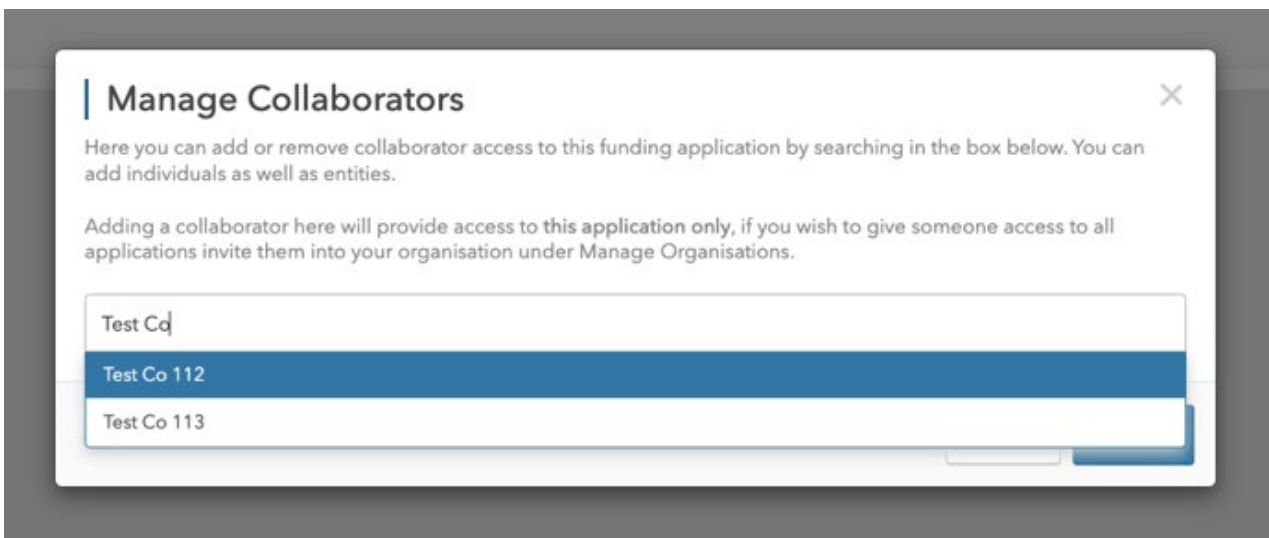 Manage Collaborators
Here you can add or remove collaborator access to this funding application by searching in the box below. You can
add individuals as well as entities.
Adding a collaborator here will provide access to this application only, if you wish to give someone access to all
applications invite them into your organisation under Manage Organisations.
Test Co
Test Co 112
Test Co 113